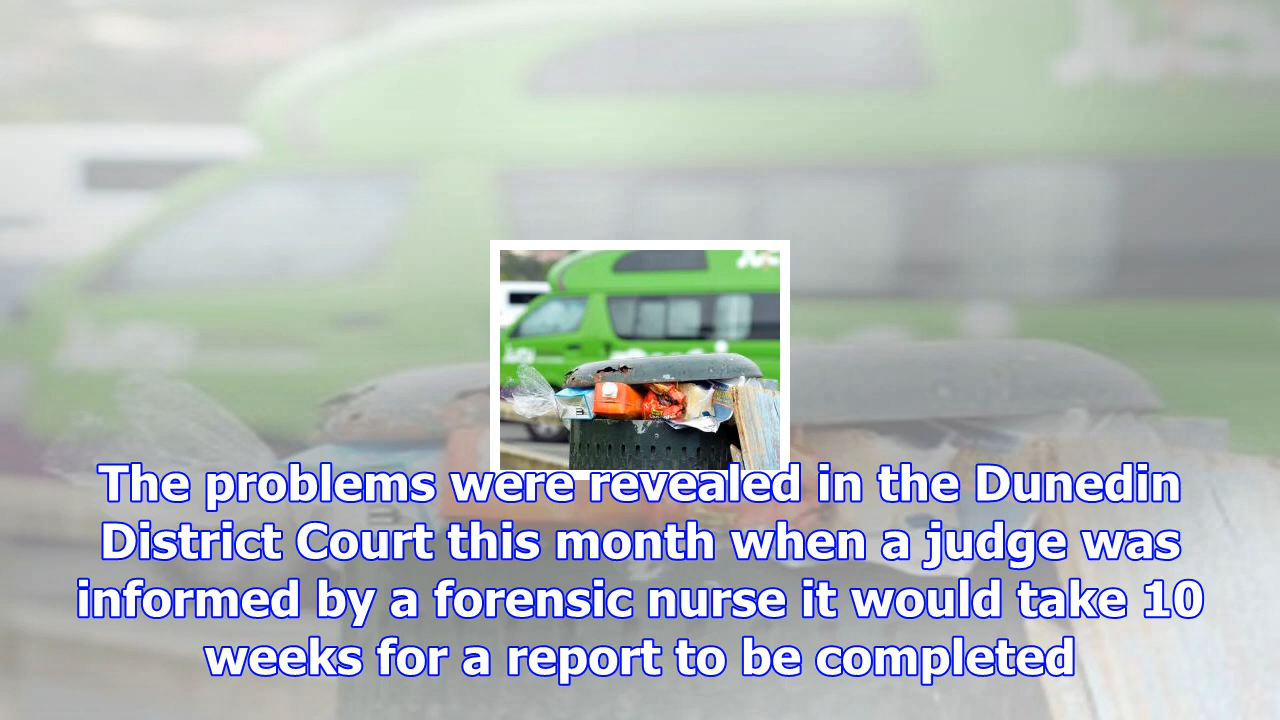 The problems were revealed in the Dunedin
District Court this month when a judge was
informed by a forensic nurse it would take 10
weeks for a report to be completed